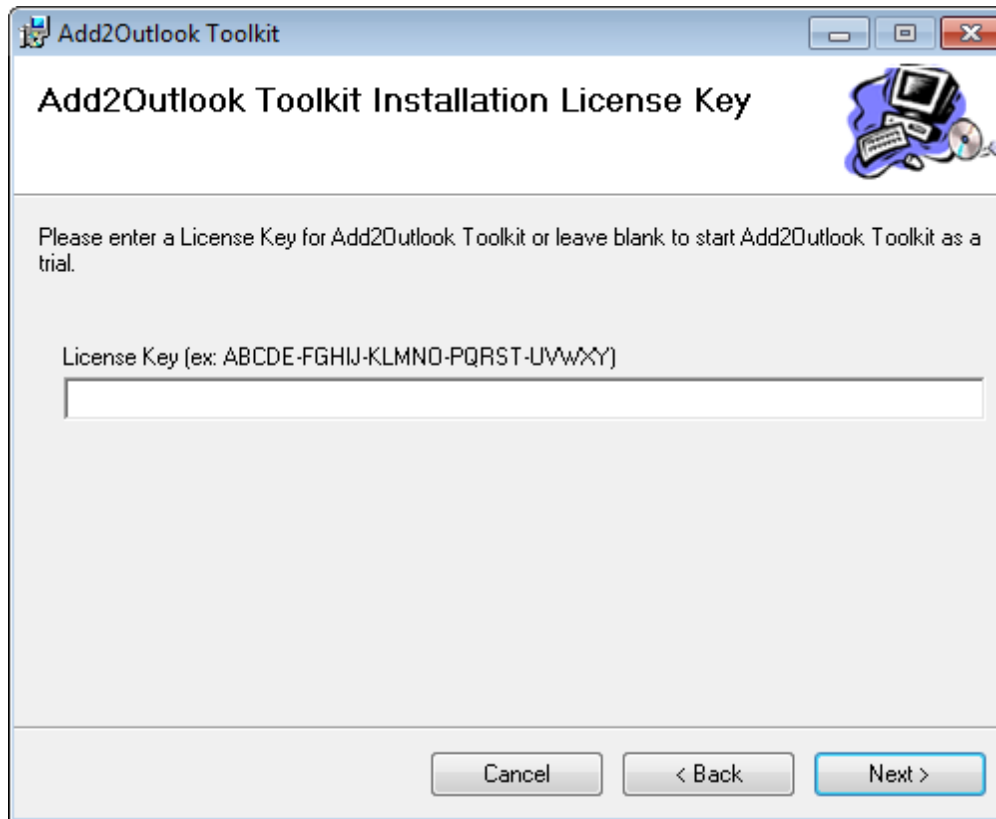 Add2Outlook Toolkit
Add2Outlook Toolkit Installation License Key
Please enter a License Key for Add2Outlook Toolkit or leave blank to start Add2Outlook Toolkit as a
trial.
License Key (ex: ABCDE-FGHIJ-KLMNO-PQRST-UVWXY)
Cancel
< Back
Next >